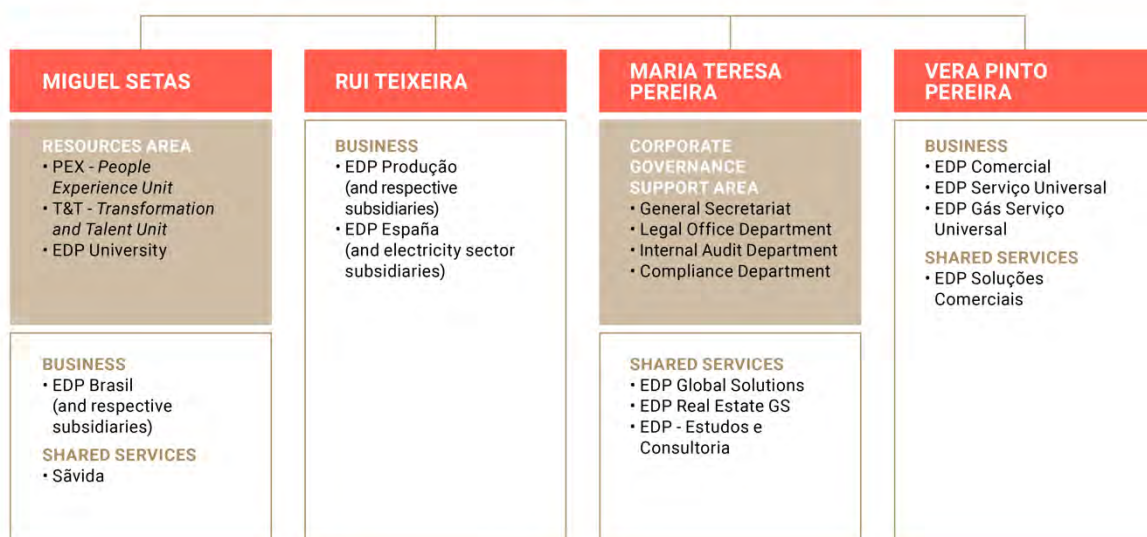 MIGUEL SETAS
RESOURCES AREA
• PEX - People
Experience Unit
• T&T - Transformation
and Talent Unit
• EDP University
BUSINESS
• EDP Brasil
(and respective
subsidiaries)
SHARED SERVICES
• Sãvida
RUI TEIXEIRA
BUSINESS
• EDP Produção
(and respective
subsidiaries)
• EDP España
(and electricity sector
subsidiaries)
MARIA TERESA
PEREIRA
CORPORATE
GOVERNANCE
SUPPORT AREA
• General Secretariat
• Legal Office Department
• Internal Audit Department
• Compliance Department
SHARED SERVICES
• EDP Global Solutions
• EDP Real Estate GS
• EDP - Estudos e
Consultoria
VERA PINTO
PEREIRA
BUSINESS
• EDP Comercial
• EDP Serviço Universal
• EDP Gás Serviço
Universal
SHARED SERVICES
• EDP Soluções
Comerciais